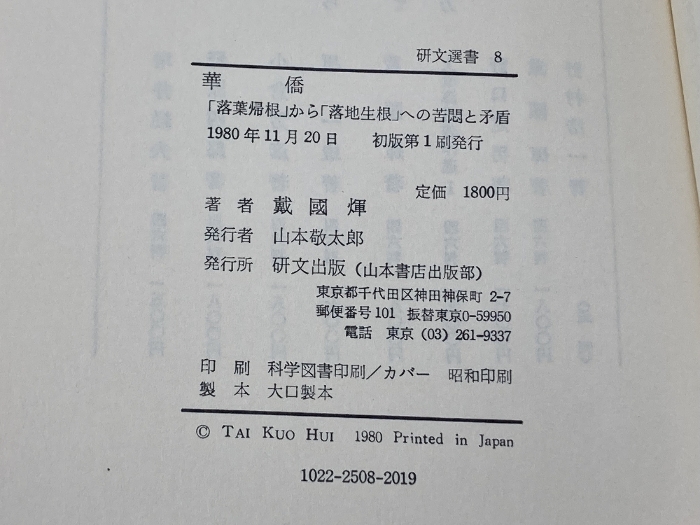 研文選書 8
華 僑
「落葉帰根」から「落地生根」への苦悶と矛盾
1980年11月20日 初版第1刷発行
定価 1800円
著者 戴國煇
発行者 山本敬太郎
発行所 研文出版(山本書店出版部)
東京都千代田区神田神保町 2-7
郵便番号101 振替東京0-59950
電話 東京 (03) 261-9337
印刷 科学図書印刷/カバー 昭和印刷
製本 大口製本
© TAI KUO HUI 1980 Printed in Japan
1022-2508-2019